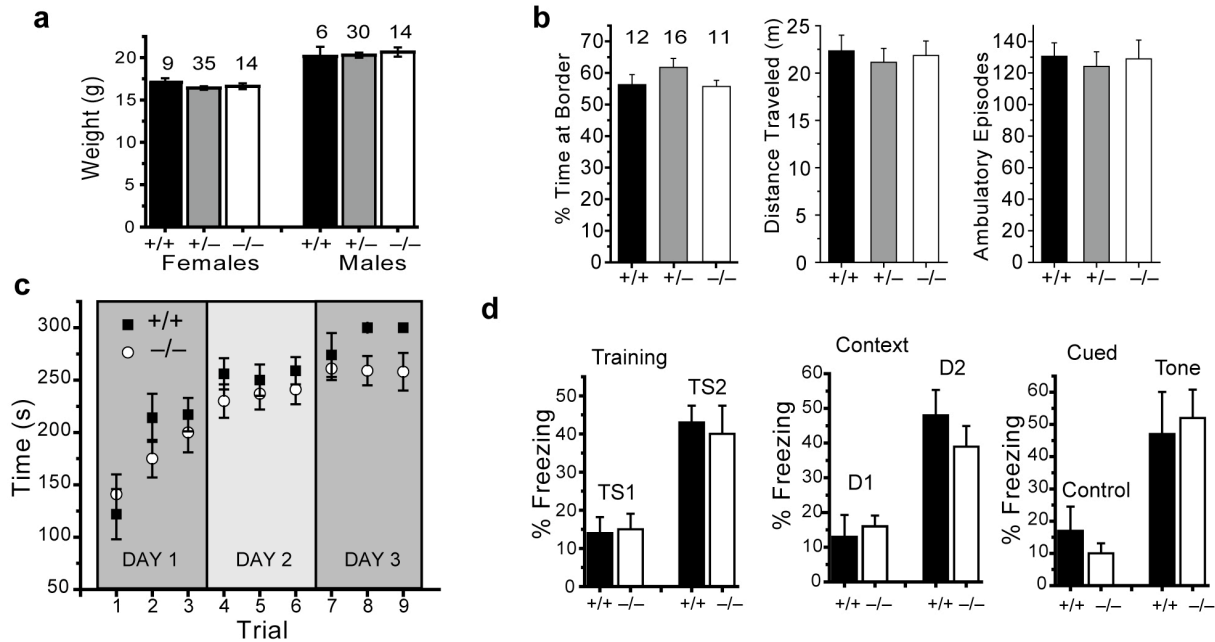 a
Weight (g)
20
15
10
5
0
9 35 14
6 30 14
+/+ +/– –/–
+/+ +/– –/–
Females Males
b
% Time at Border
70
60
50
40
30
20
10
0
12 16 11
+/+ +/– –/–
Distance Traveled (m)
25
20
15
10
5
0
+/+ +/– –/–
Ambulatory Episodes
140
120
100
80
60
40
20
0
+/+ +/– –/–
c
Time (s)
300
250
200
150
100
50
+/+
–/–
DAY 1 DAY 2 DAY 3
1 2 3 4 5 6 7 8 9
Trial
d
Training
% Freezing
50
40
30
20
10
0
TS1
TS2
+/+ –/– +/+ –/–
Context
% Freezing
60
50
40
30
20
10
0
D1
D2
+/+ –/– +/+ –/–
Cued
% Freezing
60
50
40
30
20
10
0
Control
Tone
+/+ –/– +/+ –/–